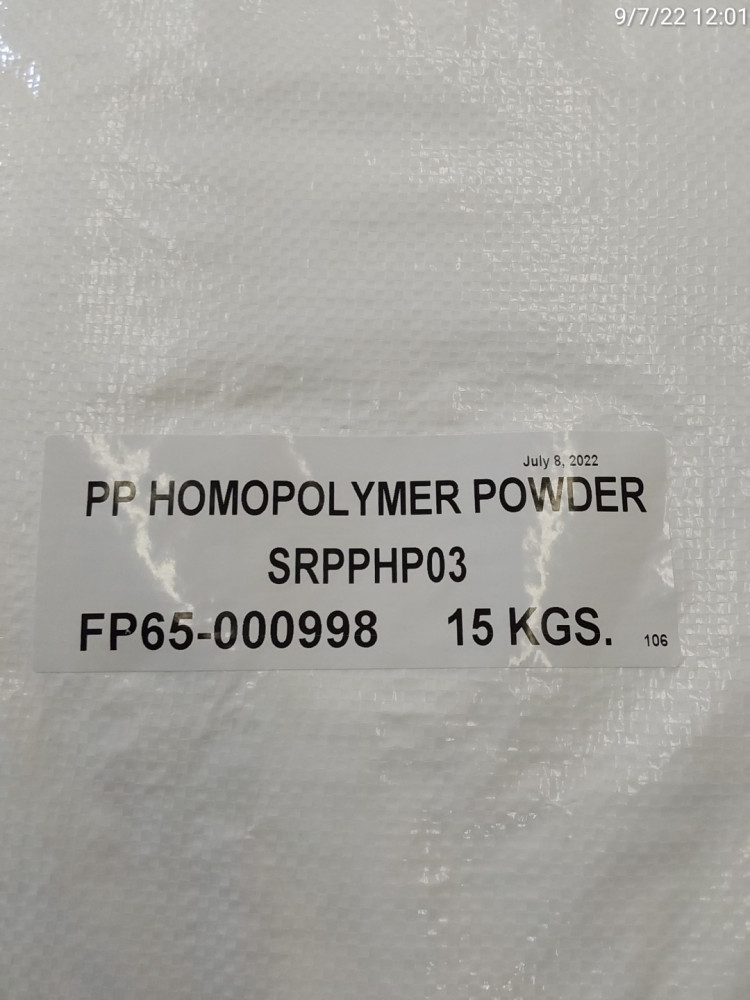 9/7/22 12:01
July 8, 2022
PP HOMOPOLYMER POWDER
SRPPHP03
FP65-000998 15 KGS. 106